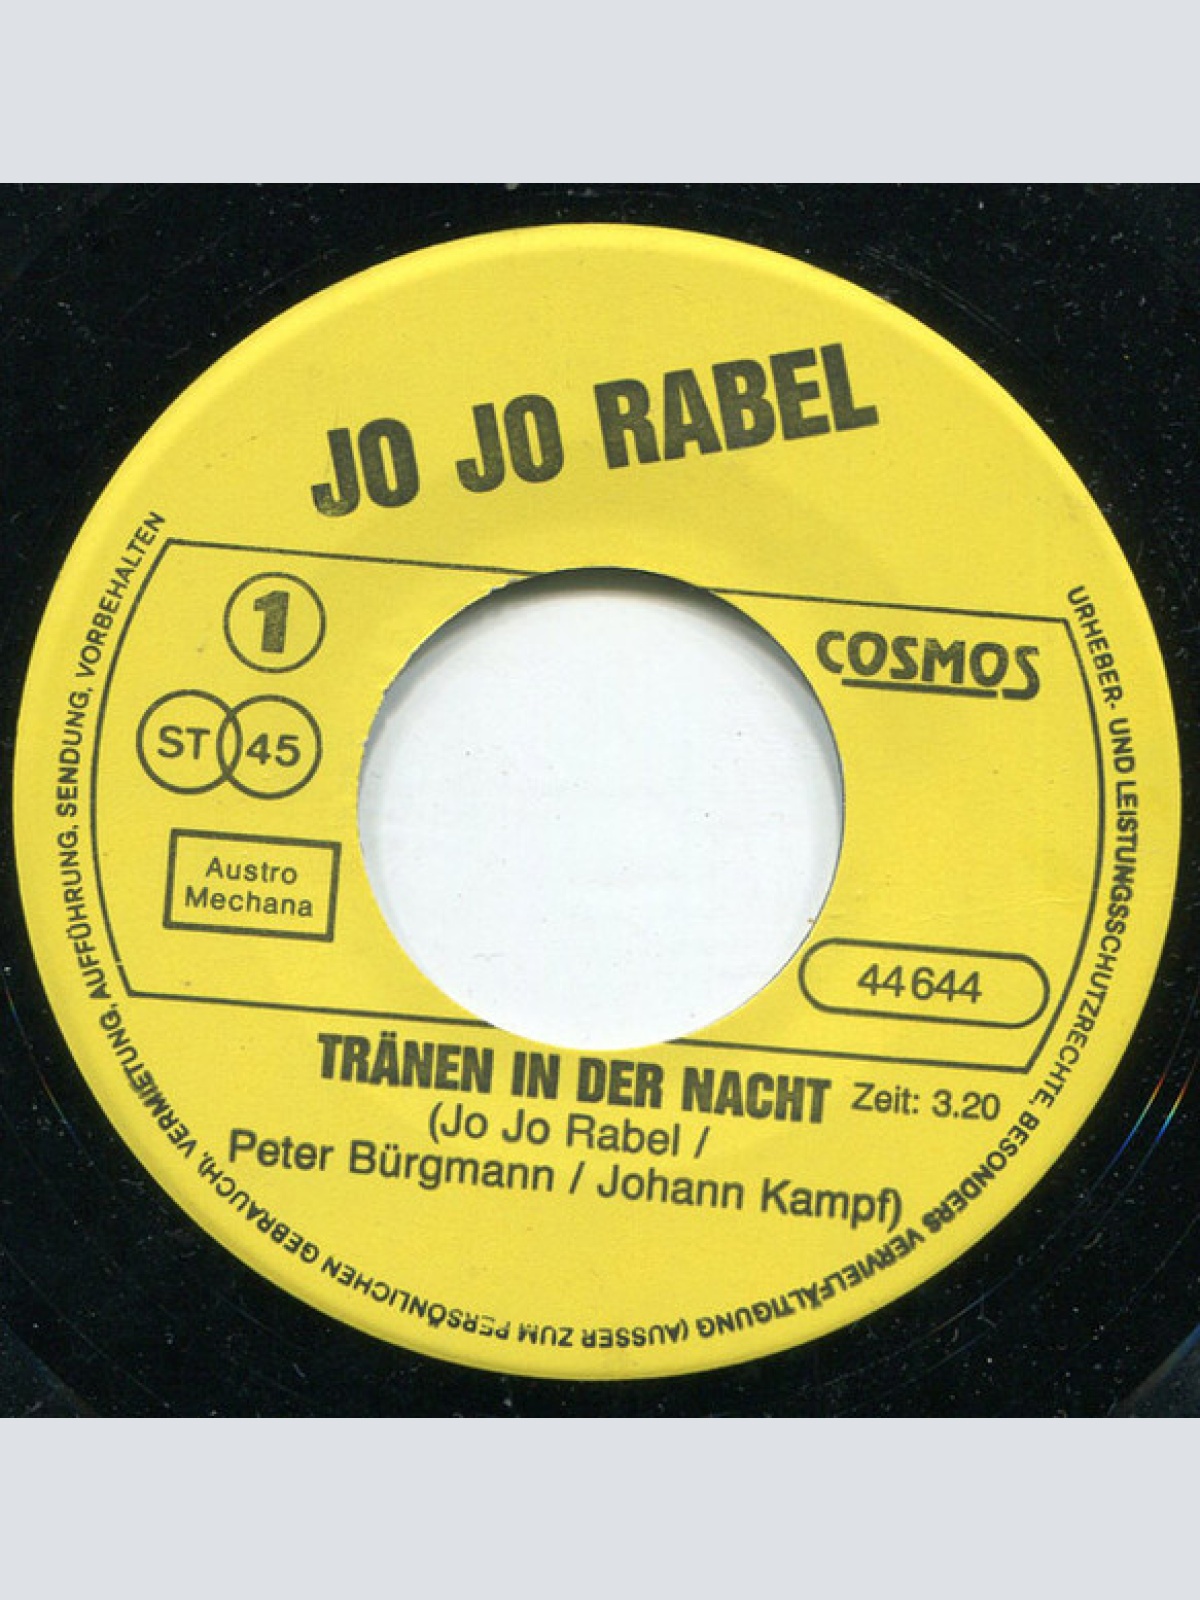 JO JO RABEL
1
COSMOS
ST 45
Austro
Mechana
44644
TRÄNEN IN DER NACHT Zeit: 3.20
(Jo Jo Rabel /
Peter Bürgmann / Johann Kampf)
URHEBER- UND LEISTUNGSSCHUTZRECHTE, BESONDERS VERVIELFÄLTIGUNG (AUSSER ZUM PERSÖNLICHEN GEBRAUCH), VERMIETUNG, AUFFÜHRUNG, SENDUNG, VORBEHALTEN